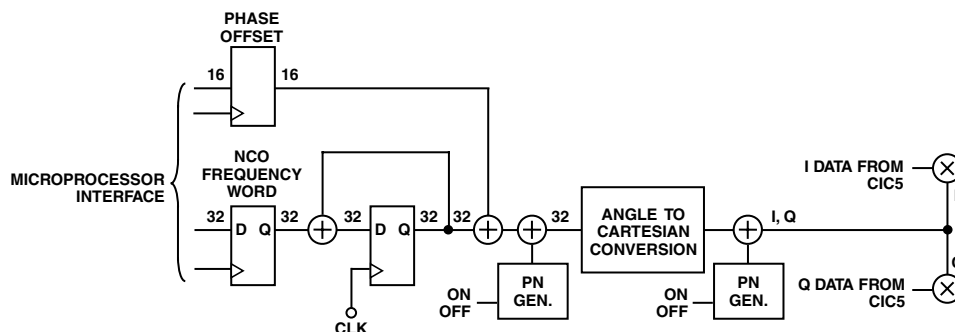 PHASE
OFFSET
16
16
MICROPROCESSOR
INTERFACE
NCO
FREQUENCY
WORD
32
D Q
32
32
D Q
32
32
CLK
PN
GEN.
ON
OFF
32
ANGLE TO
CARTESIAN
CONVERSION
PN
GEN.
ON
OFF
I, Q
I DATA FROM
CIC5
Q DATA FROM
CIC5